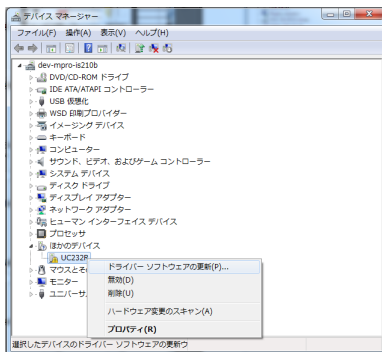 デバイス マネージャー
ファイル(F) 操作(A) 表示(V) ヘルプ(H)
dev-mpro-is210b
DVD/CD-ROM ドライブ
IDE ATA/ATAPI コントローラー
USB 仮想化
WSD 印刷プロバイダー
イメージング デバイス
キーボード
コンピューター
サウンド、ビデオ、およびゲーム コントローラー
システム デバイス
ディスク ドライブ
ディスプレイ アダプター
ネットワーク アダプター
ヒューマン インターフェイス デバイス
プロセッサ
ほかのデバイス
UC232R
マウスとそ
モニター
ユニバーサ
ドライバー ソフトウェアの更新(P)...
無効(D)
削除(U)
ハードウェア変更のスキャン(A)
プロパティ(R)
選択したデバイスのドライバー ソフトウェアの更新ウ